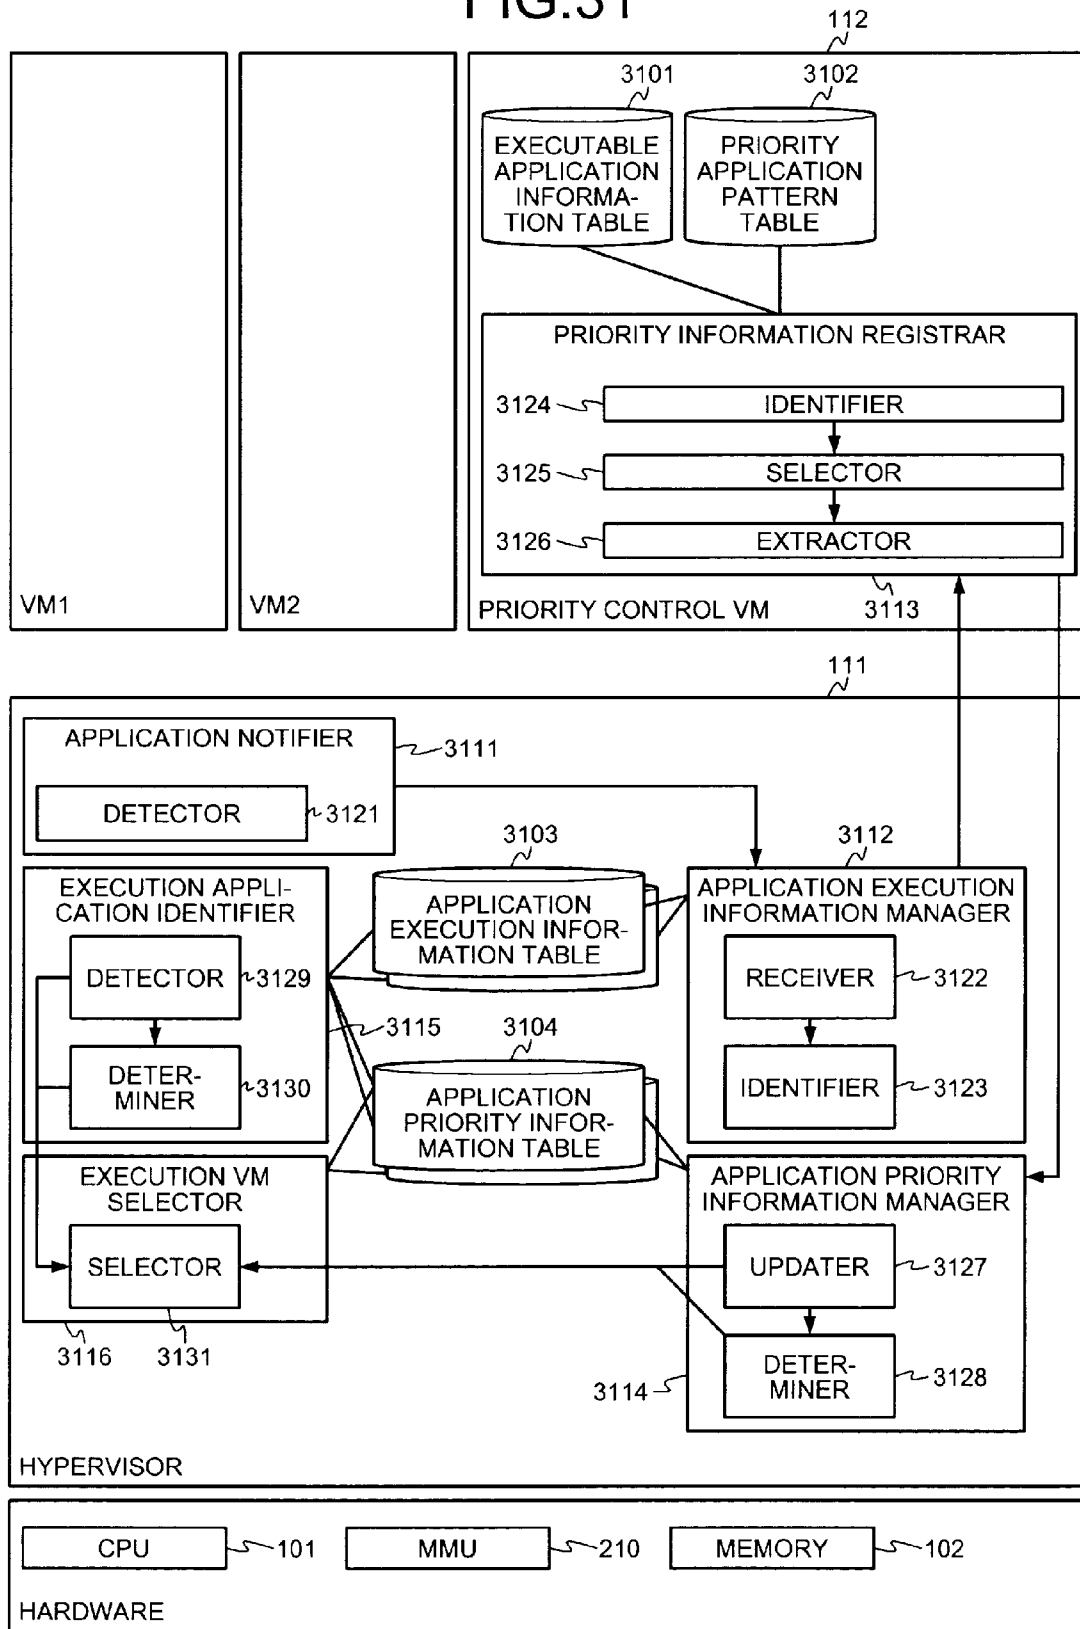 FIG.31
112
3101
3102
EXECUTABLE
APPLICATION
INFORMA-
TION TABLE
PRIORITY
APPLICATION
PATTERN
TABLE
PRIORITY INFORMATION REGISTRAR
3124
IDENTIFIER
3125
SELECTOR
3126
EXTRACTOR
VM1
VM2
PRIORITY CONTROL VM
3113
111
APPLICATION NOTIFIER
3111
DETECTOR
3121
3103
3112
EXECUTION APPLI-
CATION IDENTIFIER
APPLICATION
EXECUTION INFOR-
MATION TABLE
APPLICATION EXECUTION
INFORMATION MANAGER
DETECTOR
3129
RECEIVER
3122
3115
3104
DETER-
MINER
3130
APPLICATION
PRIORITY INFOR-
MATION TABLE
IDENTIFIER
3123
EXECUTION VM
SELECTOR
APPLICATION PRIORITY
INFORMATION MANAGER
SELECTOR
UPDATER
3127
3116
3131
3114
DETER-
MINER
3128
HYPERVISOR
CPU
101
MMU
210
MEMORY
102
HARDWARE